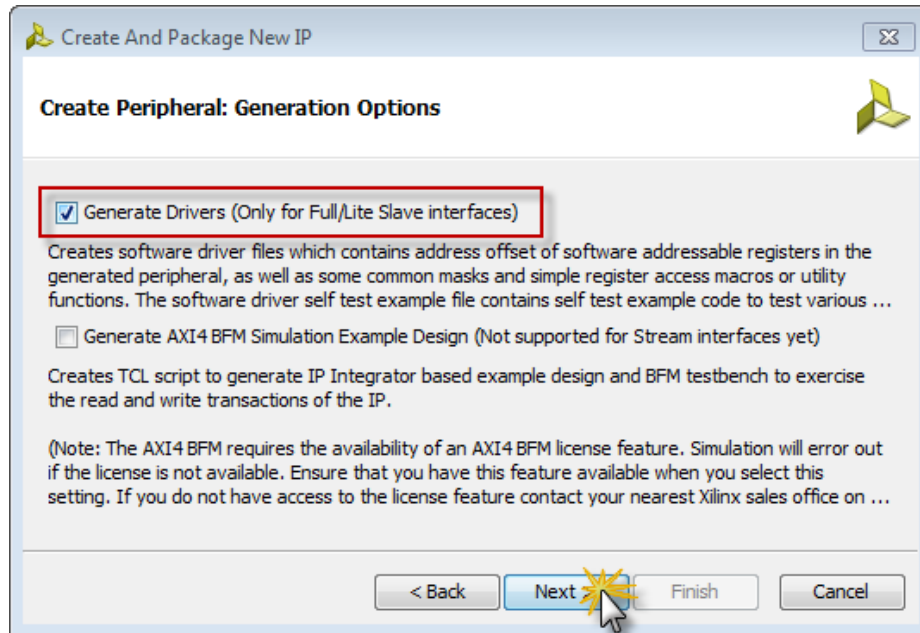 Create And Package New IP
Create Peripheral: Generation Options
Generate Drivers (Only for Full/Lite Slave interfaces)
Creates software driver files which contains address offset of software addressable registers in the
generated peripheral, as well as some common masks and simple register access macros or utility
functions. The software driver self test example file contains self test example code to test various ...
Generate AXI4 BFM Simulation Example Design (Not supported for Stream interfaces yet)
Creates TCL script to generate IP Integrator based example design and BFM testbench to exercise
the read and write transactions of the IP.
(Note: The AXI4 BFM requires the availability of an AXI4 BFM license feature. Simulation will error out
if the license is not available. Ensure that you have this feature available when you select this
setting. If you do not have access to the license feature contact your nearest Xilinx sales office on ...
< Back Next > Finish Cancel